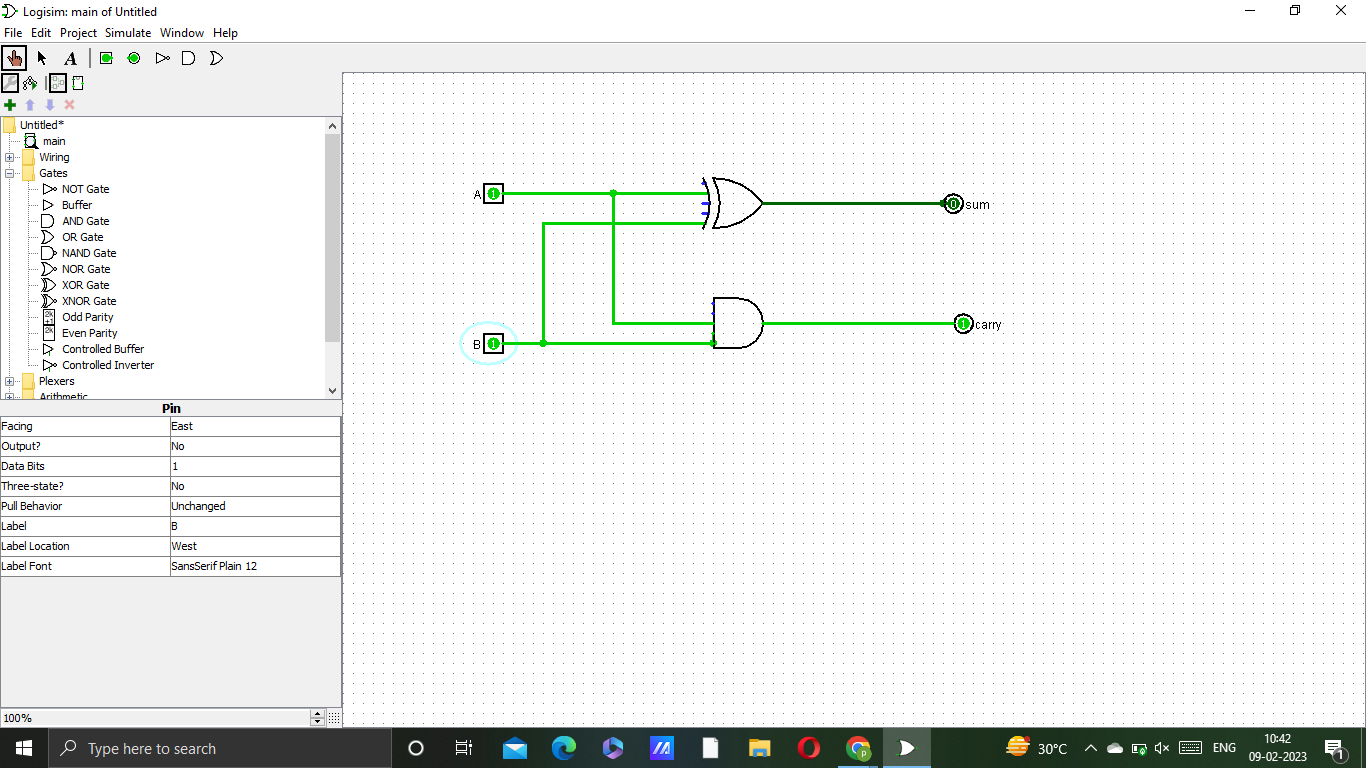 Logisim: main of Untitled
File Edit Project Simulate Window Help
A
Untitled*
main
Wiring
Gates
NOT Gate
Buffer
AND Gate
OR Gate
NAND Gate
NOR Gate
XOR Gate
XNOR Gate
Odd Parity
Even Parity
Controlled Buffer
Controlled Inverter
Plexers
Arithmetic
Pin
Facing East
Output? No
Data Bits 1
Three-state? No
Pull Behavior Unchanged
Label B
Label Location West
Label Font SansSerif Plain 12
100%
A 1
0 sum
B 1
1 carry
Type here to search
30°C
ENG
10:42
09-02-2023
1